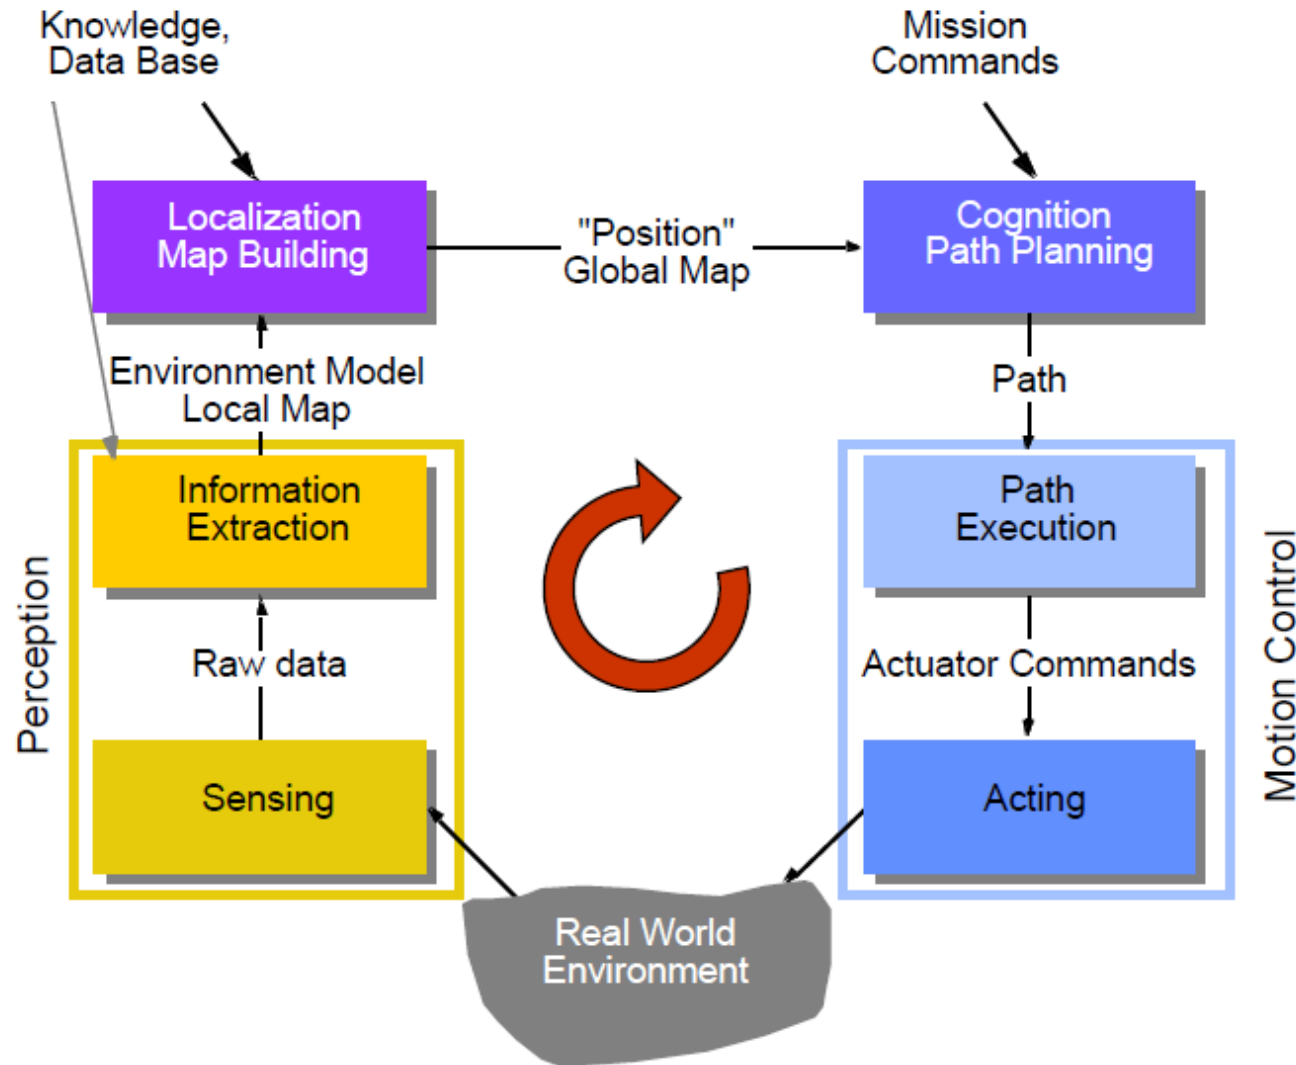 Knowledge,
Data Base
Mission
Commands
Localization
Map Building
"Position"
Global Map
Cognition
Path Planning
Environment Model
Local Map
Path
Information
Extraction
Path
Execution
Perception
Raw data
Actuator Commands
Motion Control
Sensing
Acting
Real World
Environment